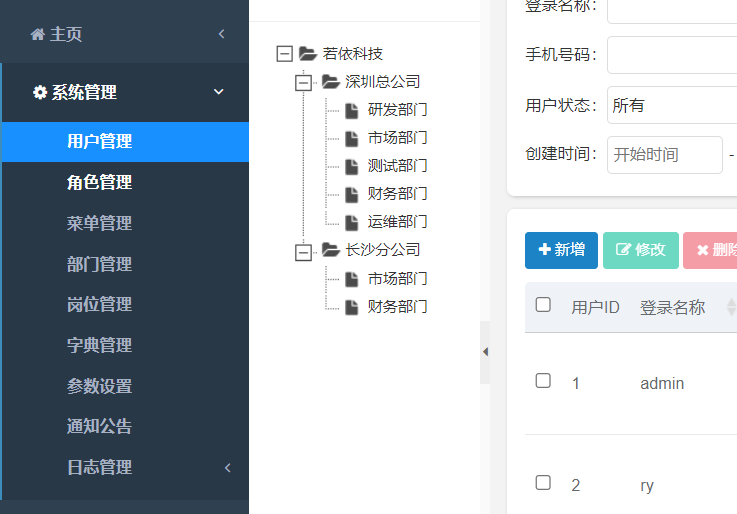 主页
系统管理
用户管理
角色管理
菜单管理
部门管理
岗位管理
字典管理
参数设置
通知公告
日志管理
若依科技
深圳总公司
研发部门
市场部门
测试部门
财务部门
运维部门
长沙分公司
市场部门
财务部门
登录名称：
手机号码：
用户状态： 所有
创建时间： 开始时间 -
新增 修改 删除
用户ID 登录名称
1 admin
2 ry